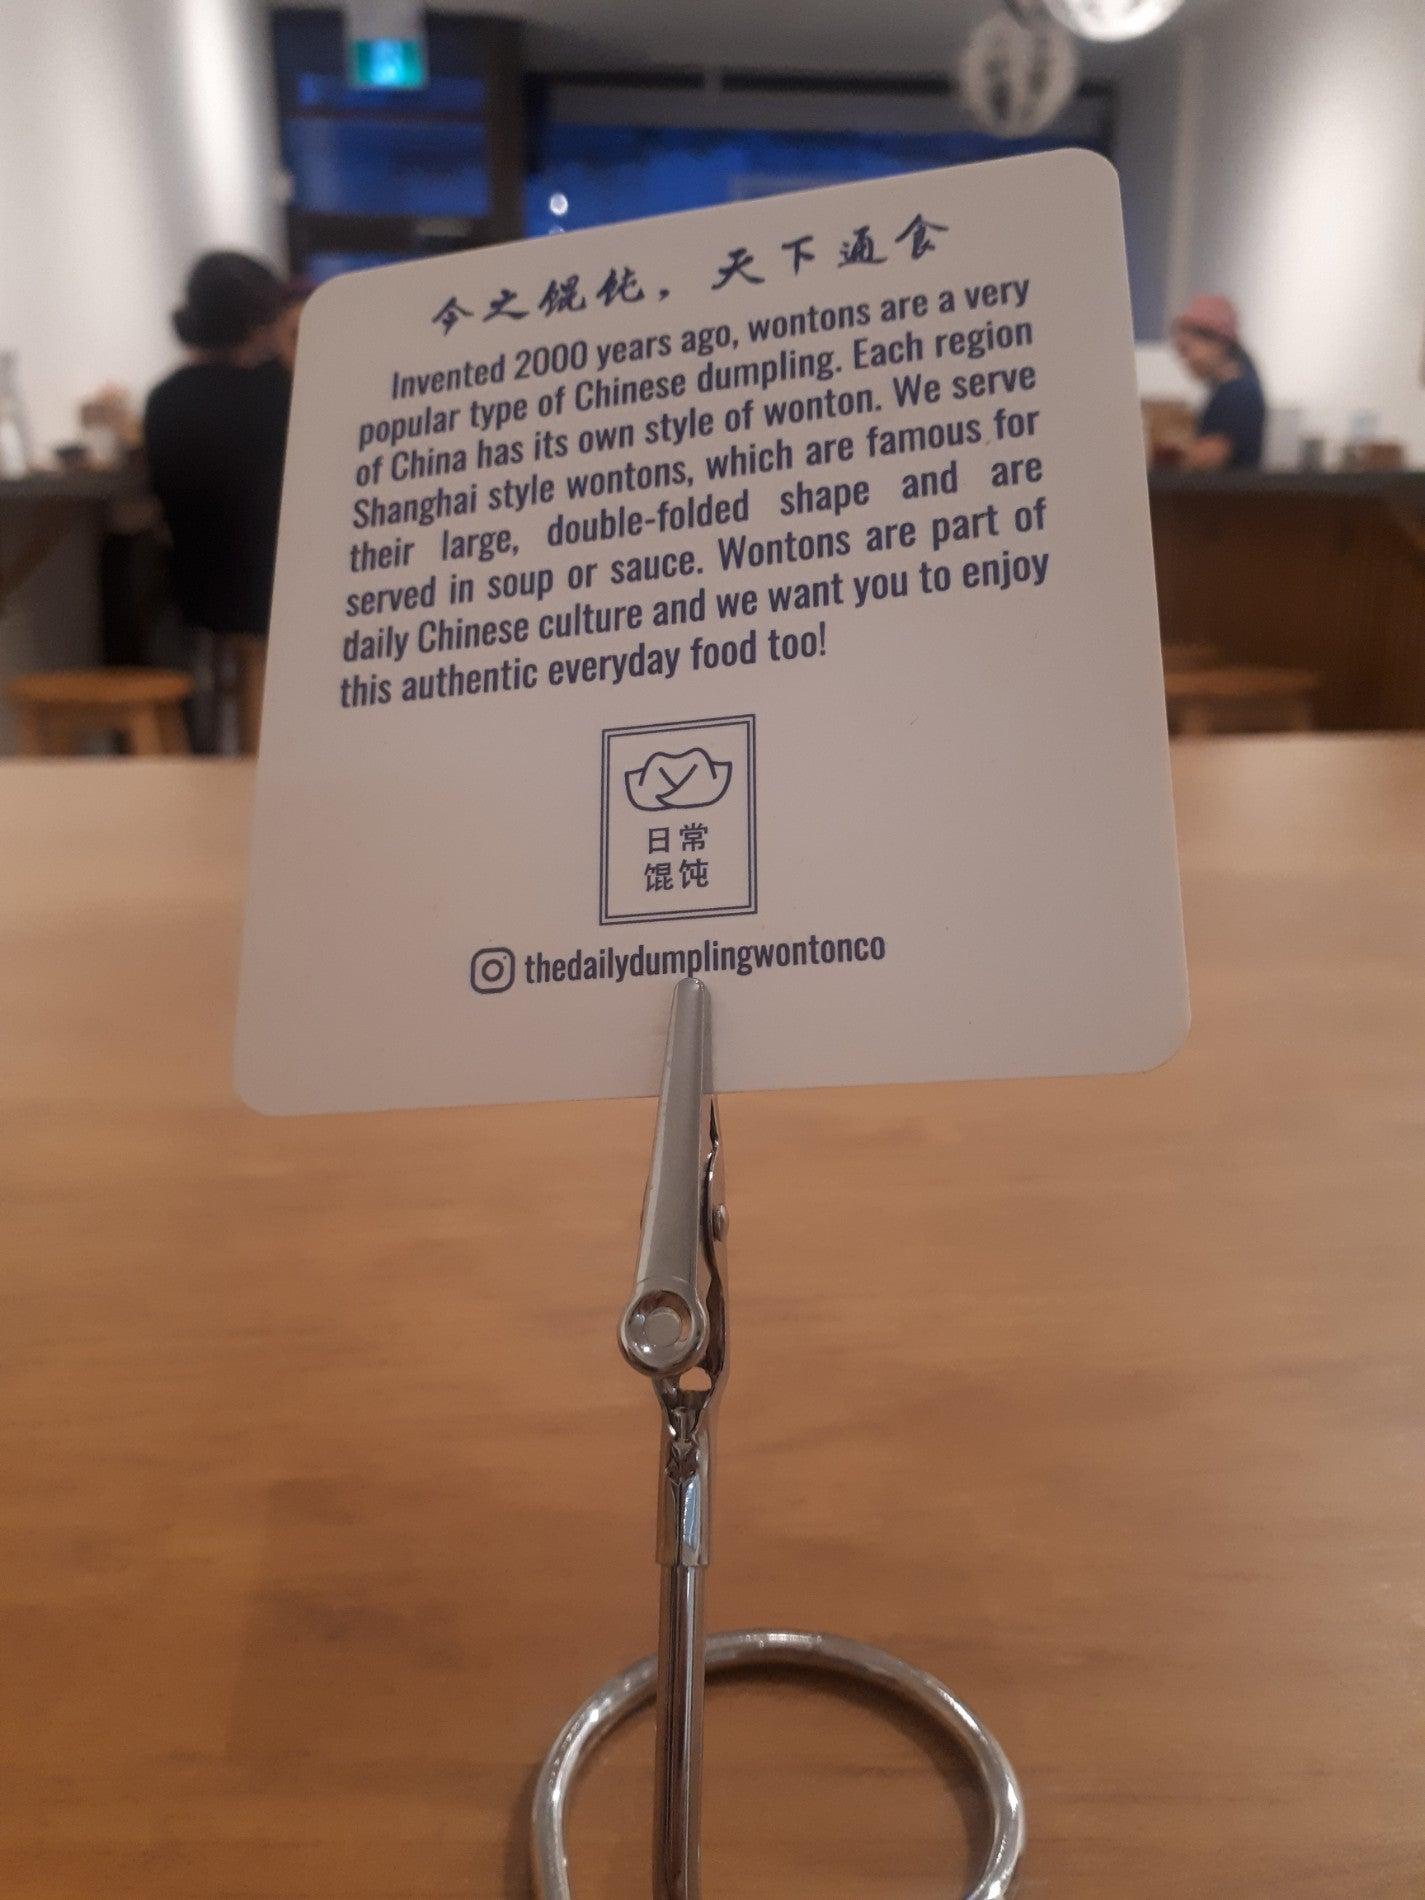 今之馄饨，天下通食
Invented 2000 years ago, wontons are a very
popular type of Chinese dumpling. Each region
of China has its own style of wonton. We serve
Shanghai style wontons, which are famous for
their large, double-folded shape and are
served in soup or sauce. Wontons are part of
daily Chinese culture and we want you to enjoy
this authentic everyday food too!
日常
馄饨
thedailydumplingwontonco